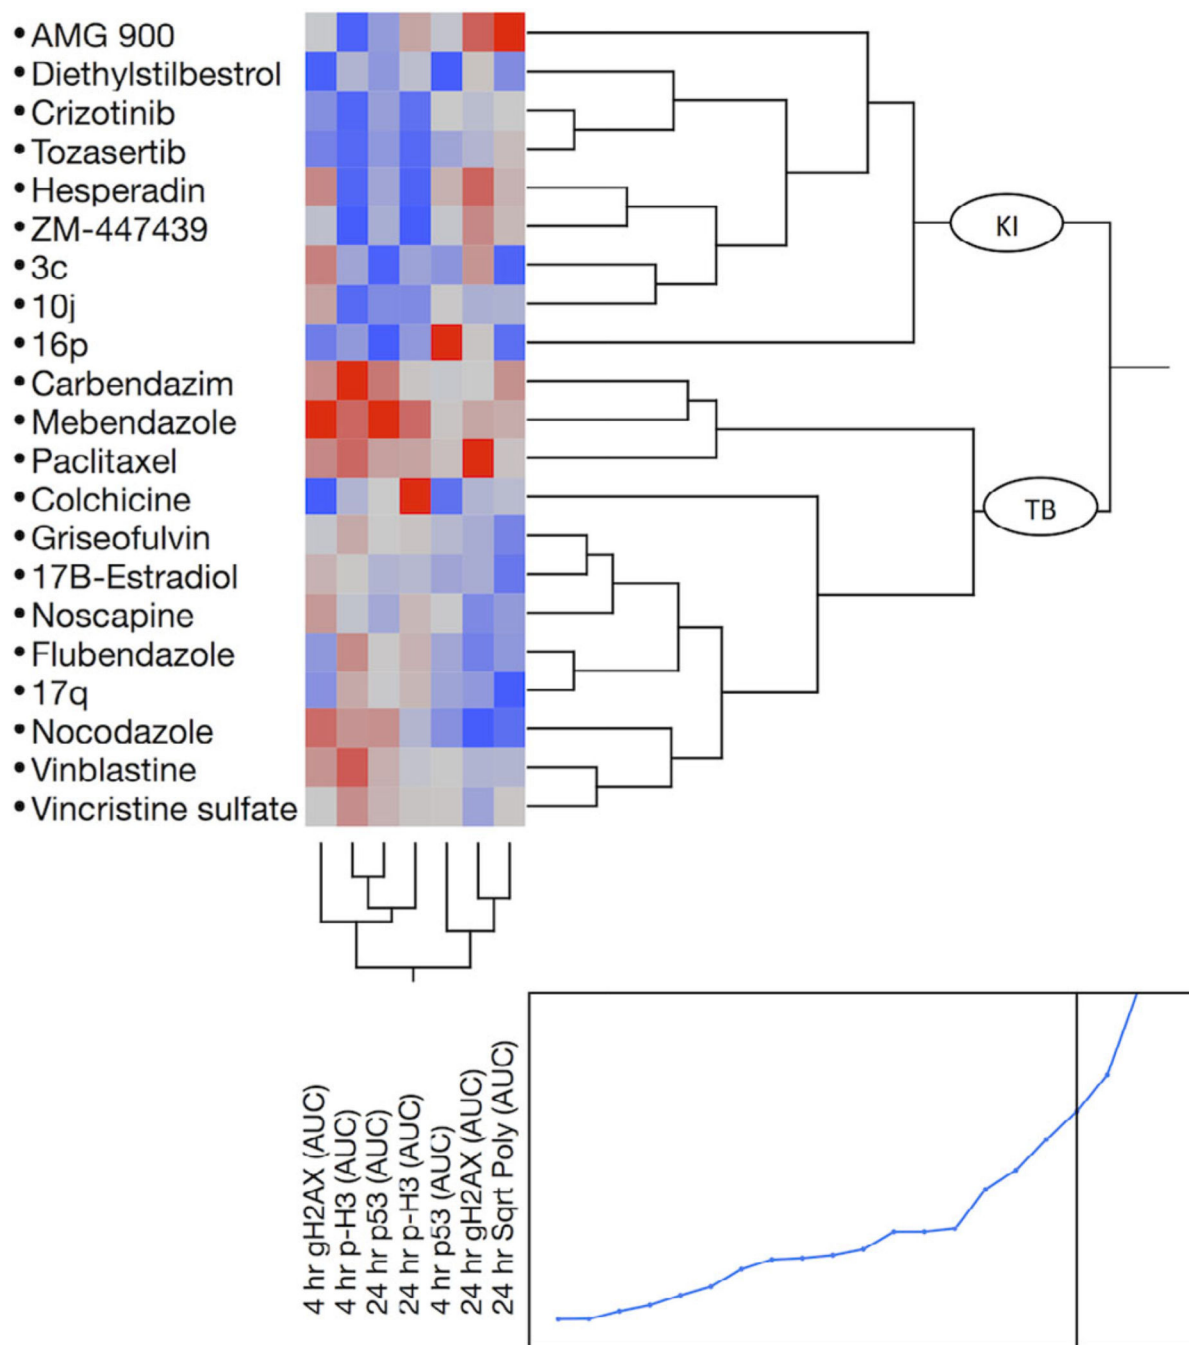 • AMG 900
• Diethylstilbestrol
• Crizotinib
• Tozasertib
• Hesperadin
• ZM-447439
• 3c
• 10j
• 16p
• Carbendazim
• Mebendazole
• Paclitaxel
• Colchicine
• Griseofulvin
• 17B-Estradiol
• Noscapine
• Flubendazole
• 17q
• Nocodazole
• Vinblastine
• Vincristine sulfate
KI
TB
4 hr gH2AX (AUC)
4 hr p-H3 (AUC)
24 hr p53 (AUC)
24 hr p-H3 (AUC)
4 hr p53 (AUC)
24 hr gH2AX (AUC)
24 hr Sqrt Poly (AUC)